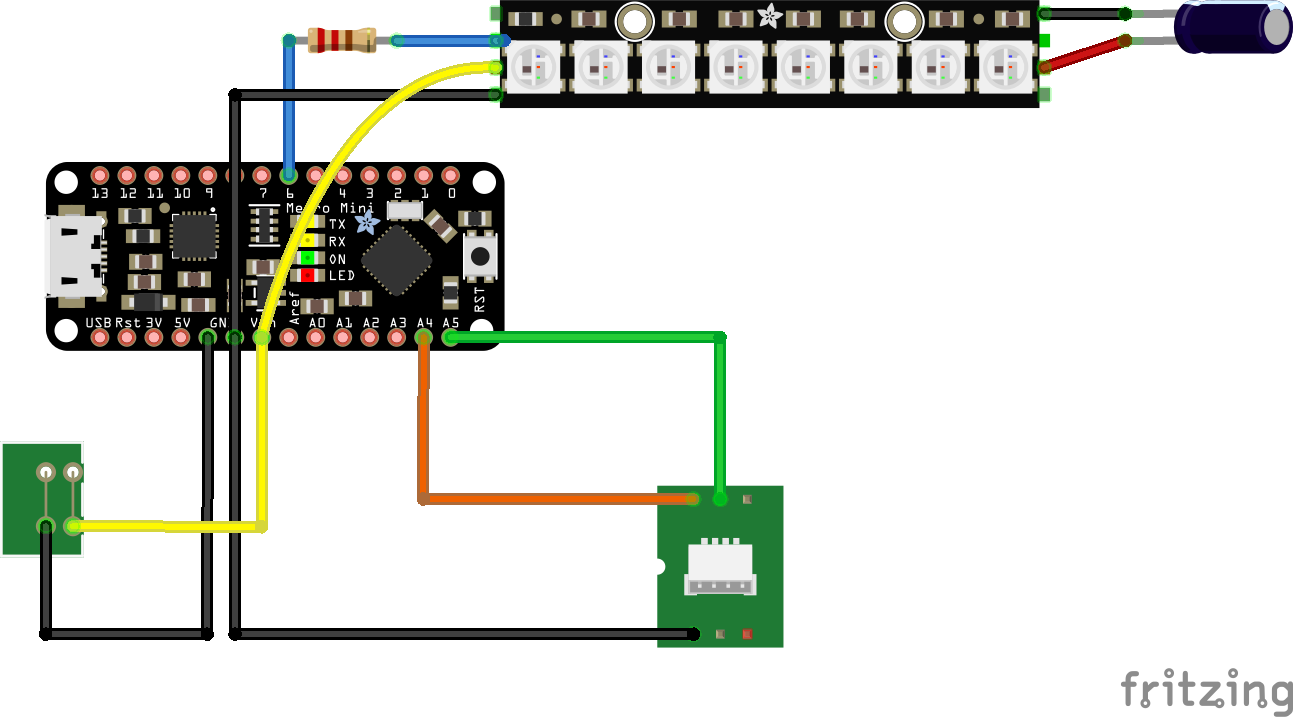 13 12 11 10 9 7 6 4 3 2 1 0
Metro Mini
TX
RX
ON
LED
RST
Aref
USB Rst 3V 5V GN A0 A1 A2 A3 A4 A5
fritzing